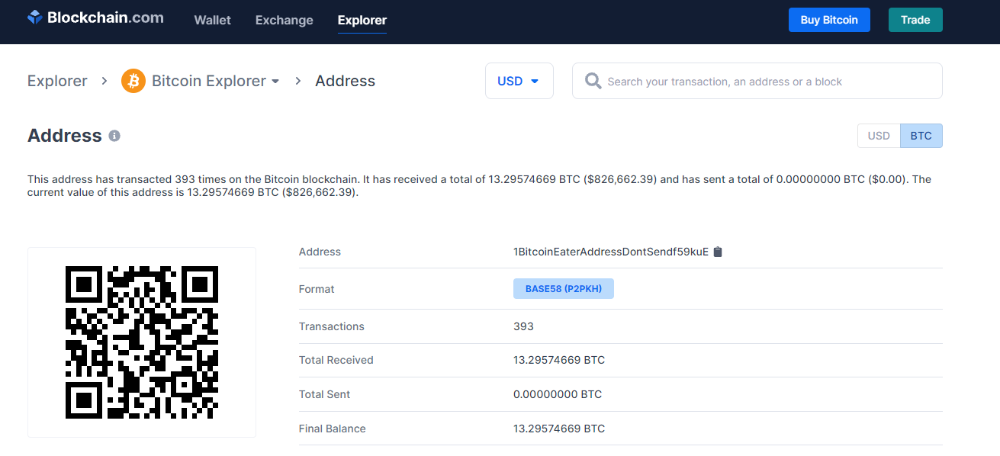 Blockchain.com Wallet Exchange Explorer Buy Bitcoin Trade
Explorer > Bitcoin Explorer > Address USD Search your transaction, an address or a block
Address
USD BTC
This address has transacted 393 times on the Bitcoin blockchain. It has received a total of 13.29574669 BTC ($826,662.39) and has sent a total of 0.00000000 BTC ($0.00). The
current value of this address is 13.29574669 BTC ($826,662.39).
Address 1BitcoinEaterAddressDontSendf59kuE
Format BASE58 (P2PKH)
Transactions 393
Total Received 13.29574669 BTC
Total Sent 0.00000000 BTC
Final Balance 13.29574669 BTC